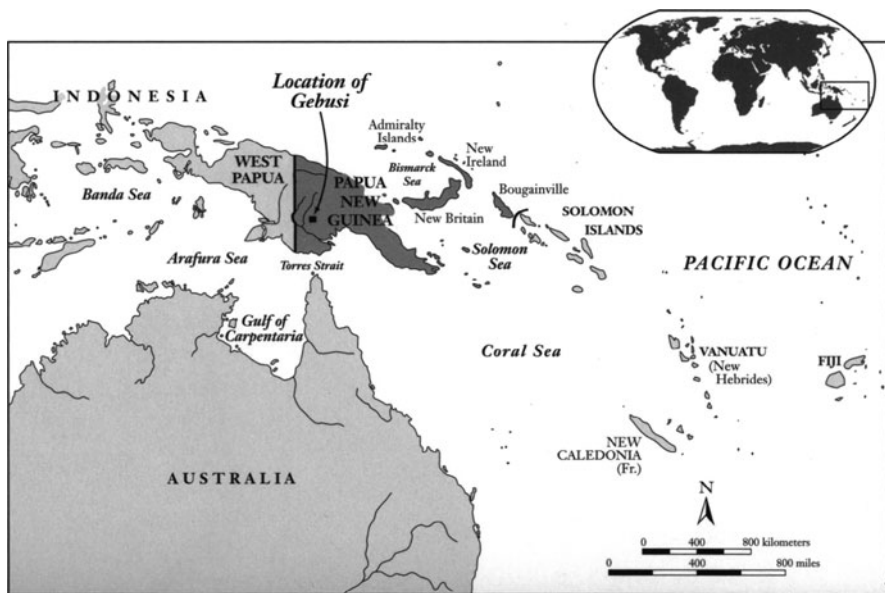 INDONESIA
Location of
Gebusi
Admiralty
Islands
New
Ireland
Bismarck
Sea
WEST
PAPUA
PAPUA
NEW
GUINEA
Bougainville
New Britain
SOLOMON
ISLANDS
Banda Sea
Solomon
Sea
Arafura Sea
Torres Strait
PACIFIC OCEAN
Gulf of
Carpentaria
Coral Sea
VANUATU
(New
Hebrides)
FIJI
NEW
CALEDONIA
(Fr.)
AUSTRALIA
N
0 400 800 kilometers
0 400 800 miles